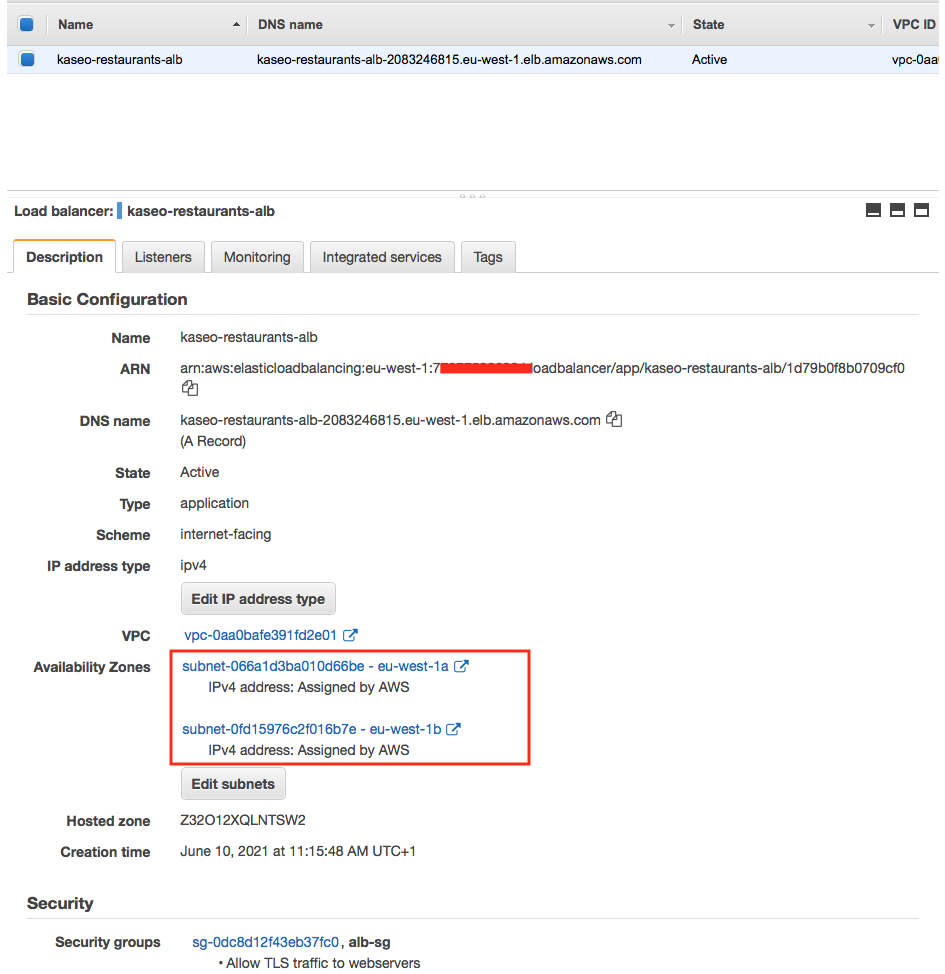 Name DNS name State VPC ID
kaseo-restaurants-alb kaseo-restaurants-alb-2083246815.eu-west-1.elb.amazonaws.com Active vpc-0aa0
Load balancer: kaseo-restaurants-alb
Description Listeners Monitoring Integrated services Tags
Basic Configuration
Name kaseo-restaurants-alb
ARN arn:aws:elasticloadbalancing:eu-west-1:7 loadbalancer/app/kaseo-restaurants-alb/1d79b0f8b0709cf0
DNS name kaseo-restaurants-alb-2083246815.eu-west-1.elb.amazonaws.com
(A Record)
State Active
Type application
Scheme internet-facing
IP address type ipv4
Edit IP address type
VPC vpc-0aa0bafe391fd2e01
Availability Zones subnet-066a1d3ba010d66be - eu-west-1a
IPv4 address: Assigned by AWS
subnet-0fd15976c2f016b7e - eu-west-1b
IPv4 address: Assigned by AWS
Edit subnets
Hosted zone Z32O12XQLNTSW2
Creation time June 10, 2021 at 11:15:48 AM UTC+1
Security
Security groups sg-0dc8d12f43eb37fc0, alb-sg
• Allow TLS traffic to webservers